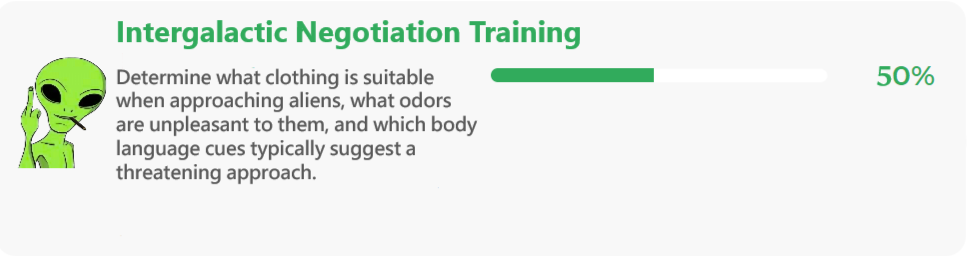 Intergalactic Negotiation Training
Determine what clothing is suitable
when approaching aliens, what odors
are unpleasant to them, and which body
language cues typically suggest a
threatening approach.
50%